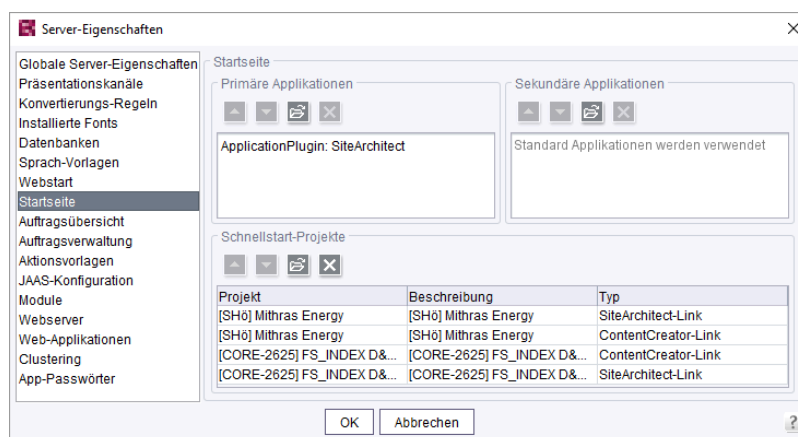 Server-Eigenschaften
Globale Server-Eigenschaften
Präsentationskanäle
Konvertierungs-Regeln
Installierte Fonts
Datenbanken
Sprach-Vorlagen
Webstart
Startseite
Auftragsübersicht
Auftragsverwaltung
Aktionsvorlagen
JAAS-Konfiguration
Module
Webserver
Web-Applikationen
Clustering
App-Passwörter
Startseite
Primäre Applikationen
ApplicationPlugin: SiteArchitect
Sekundäre Applikationen
Standard Applikationen werden verwendet
Schnellstart-Projekte
Projekt Beschreibung Typ
[SHö] Mithras Energy [SHö] Mithras Energy SiteArchitect-Link
[SHö] Mithras Energy [SHö] Mithras Energy ContentCreator-Link
[CORE-2625] FS_INDEX D&... [CORE-2625] FS_INDEX D&... ContentCreator-Link
[CORE-2625] FS_INDEX D&... [CORE-2625] FS_INDEX D&... SiteArchitect-Link
OK Abbrechen ?